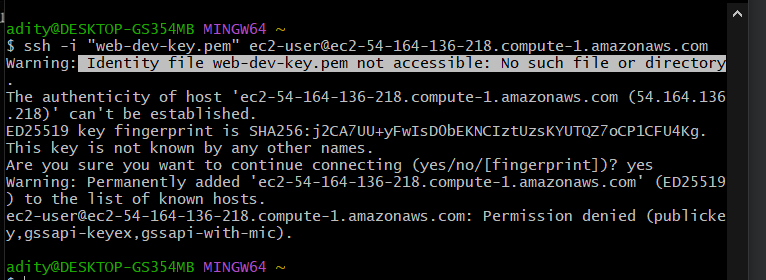 adity@DESKTOP-GS354MB MINGW64 ~
$ ssh -i "web-dev-key.pem" ec2-user@ec2-54-164-136-218.compute-1.amazonaws.com
Warning: Identity file web-dev-key.pem not accessible: No such file or directory
.
The authenticity of host 'ec2-54-164-136-218.compute-1.amazonaws.com (54.164.136
.218)' can't be established.
ED25519 key fingerprint is SHA256:j2CA7UU+yFwIsDObEKNCIztUzsKYUTQZ7oCP1CFU4Kg.
This key is not known by any other names.
Are you sure you want to continue connecting (yes/no/[fingerprint])? yes
Warning: Permanently added 'ec2-54-164-136-218.compute-1.amazonaws.com' (ED25519
) to the list of known hosts.
ec2-user@ec2-54-164-136-218.compute-1.amazonaws.com: Permission denied (publicke
y,gssapi-keyex,gssapi-with-mic).
adity@DESKTOP-GS354MB MINGW64 ~
$